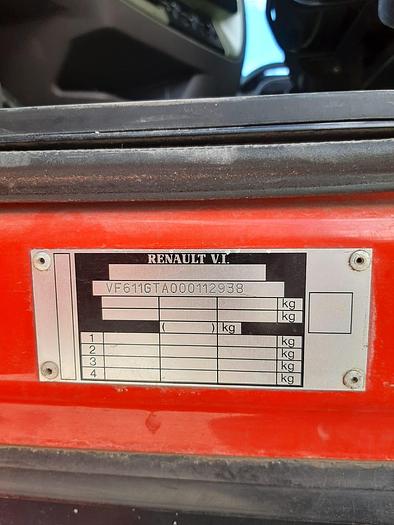 RENAULT V.I.
VF611GTA000112938
kg
kg
( ) kg
1 kg
2 kg
3 kg
4 kg